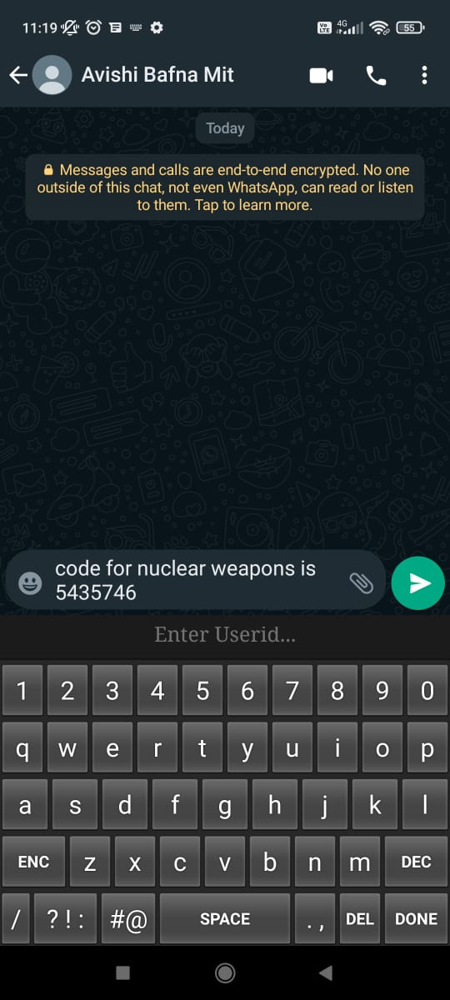 11:19
VoLTE 4G 55
Avishi Bafna Mit
Today
Messages and calls are end-to-end encrypted. No one
outside of this chat, not even WhatsApp, can read or listen
to them. Tap to learn more.
code for nuclear weapons is
5435746
Enter Userid...
1 2 3 4 5 6 7 8 9 0
q w e r t y u i o p
a s d f g h j k l
ENC z x c v b n m DEC
/ ?!: #@ SPACE ., DEL DONE